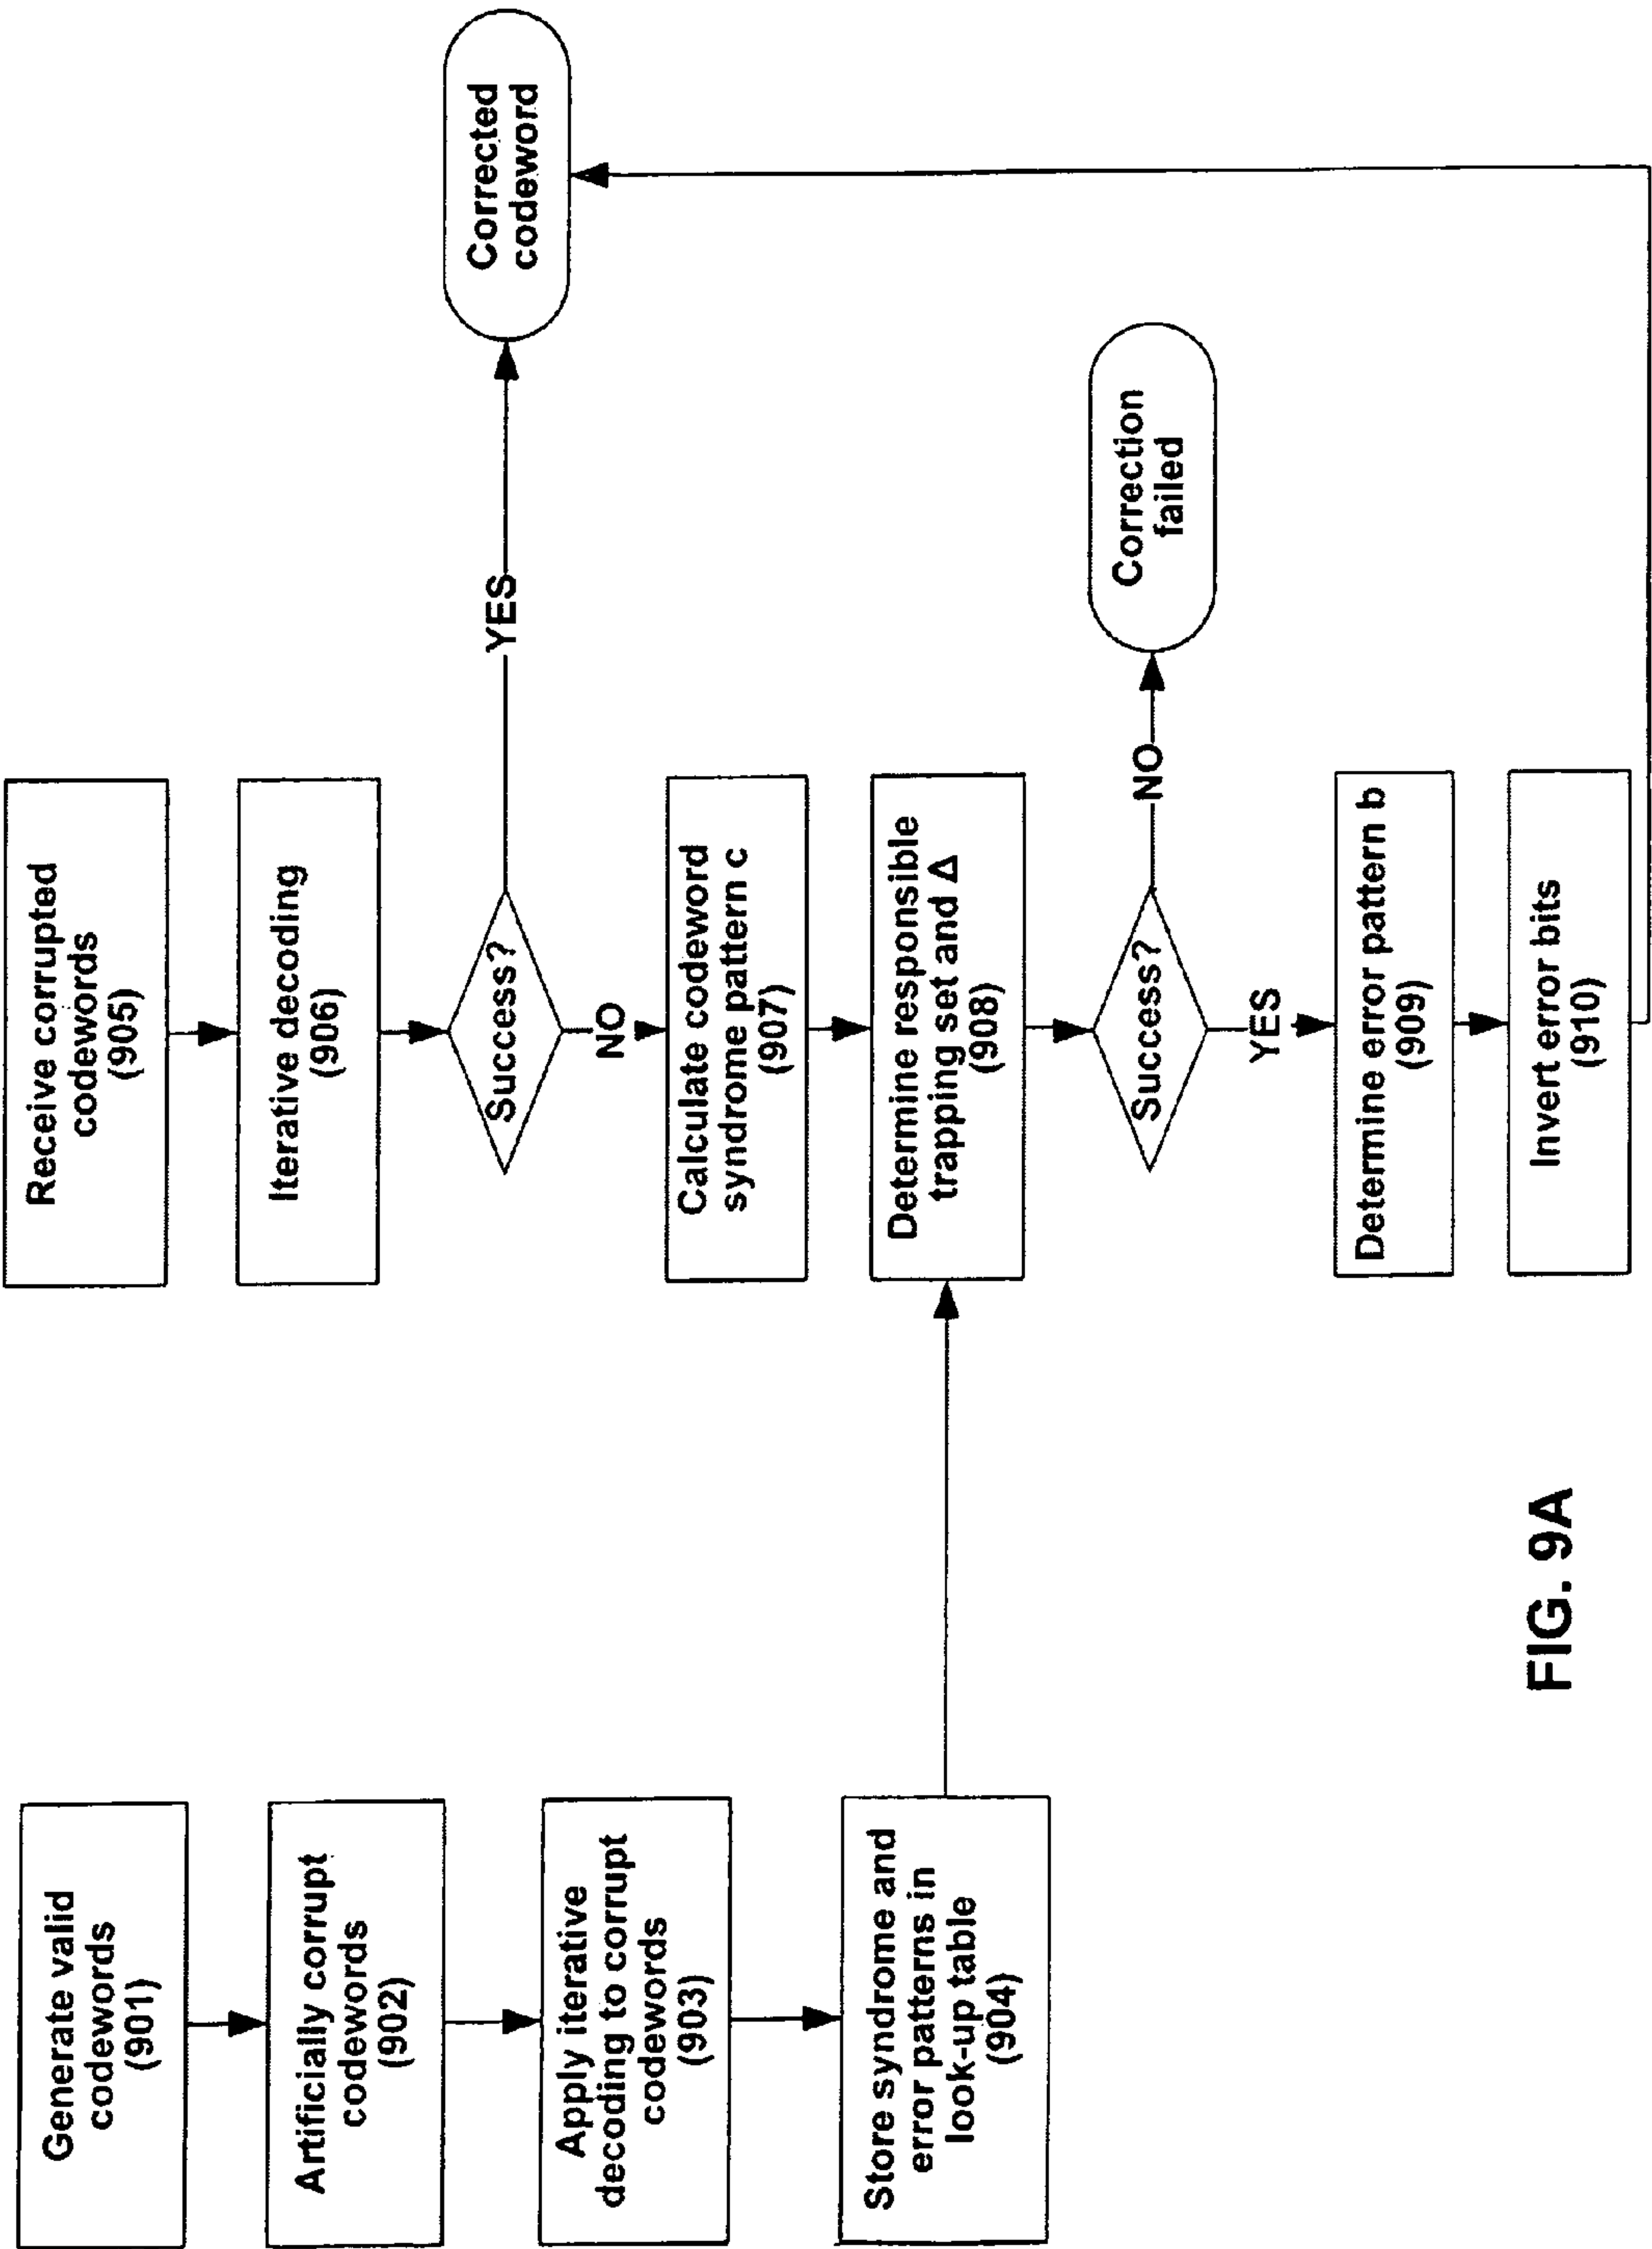 Generate valid
codewords
(901)
Artificially corrupt
codewords
(902)
Apply iterative
decoding to corrupt
codewords
(903)
Store syndrome and
error patterns in
look-up table
(904)
Receive corrupted
codewords
(905)
Iterative decoding
(906)
Success?
YES
NO
Calculate codeword
syndrome pattern c
(907)
Determine responsible
trapping set and Δ
(908)
Success?
NO
YES
Determine error pattern b
(909)
Invert error bits
(910)
Corrected
codeword
Correction
failed
FIG. 9A